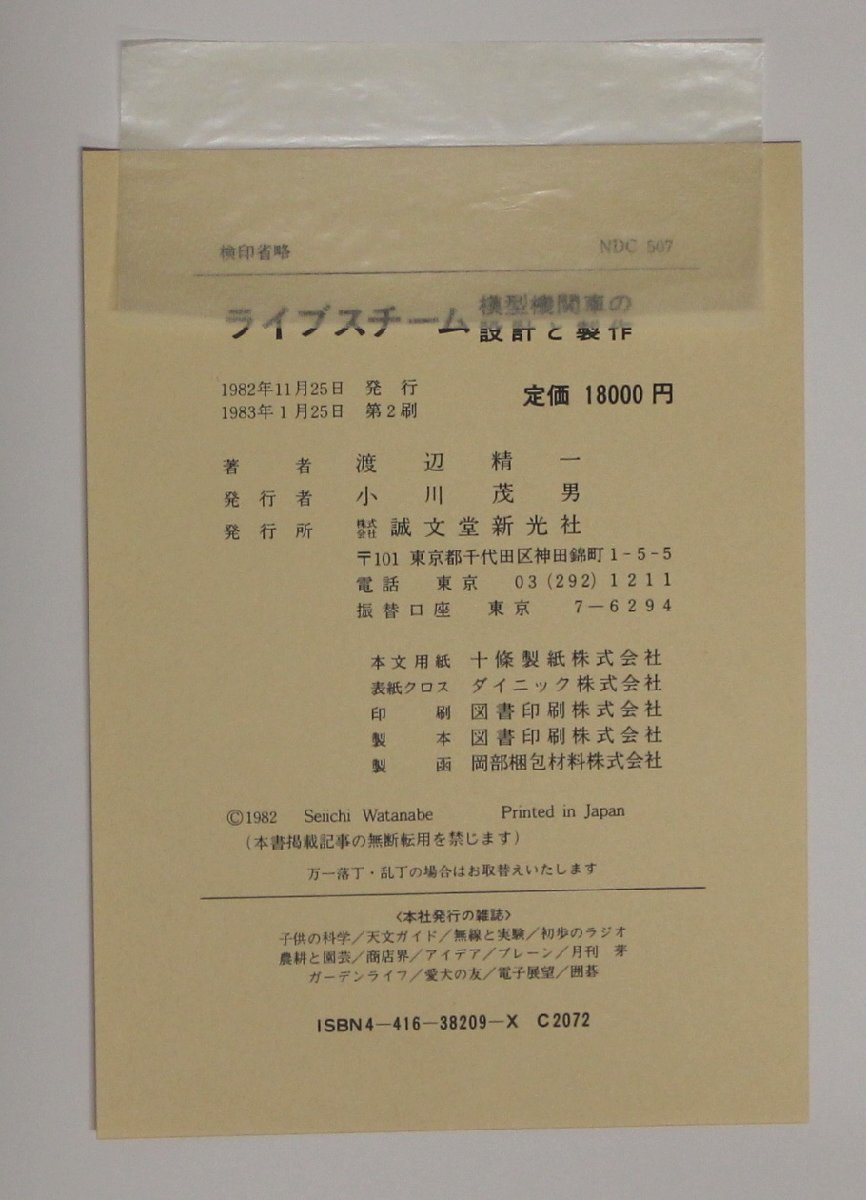 検印省略 NDC 507
ライブスチーム 模型機関車の
設計と製作
1982年11月25日 発行
1983年1月25日 第2刷
定価 18000 円
著者 渡辺精一
発行者 小川茂男
発行所 株式会社 誠文堂新光社
〒101 東京都千代田区神田錦町1-5-5
電話 東京 03(292)1211
振替口座 東京 7-6294
本文用紙 十條製紙株式会社
表紙クロス ダイニック株式会社
印刷 図書印刷株式会社
製本 図書印刷株式会社
製函 岡部梱包材料株式会社
©1982 Seiichi Watanabe Printed in Japan
(本書掲載記事の無断転用を禁じます)
万一落丁・乱丁の場合はお取替えいたします
〈本社発行の雑誌〉
子供の科学/天文ガイド/無線と実験/初歩のラジオ
農耕と園芸/商店界/アイデア/ブレーン/月刊 芽
ガーデンライフ/愛犬の友/電子展望/囲碁
ISBN4-416-38209-X C2072